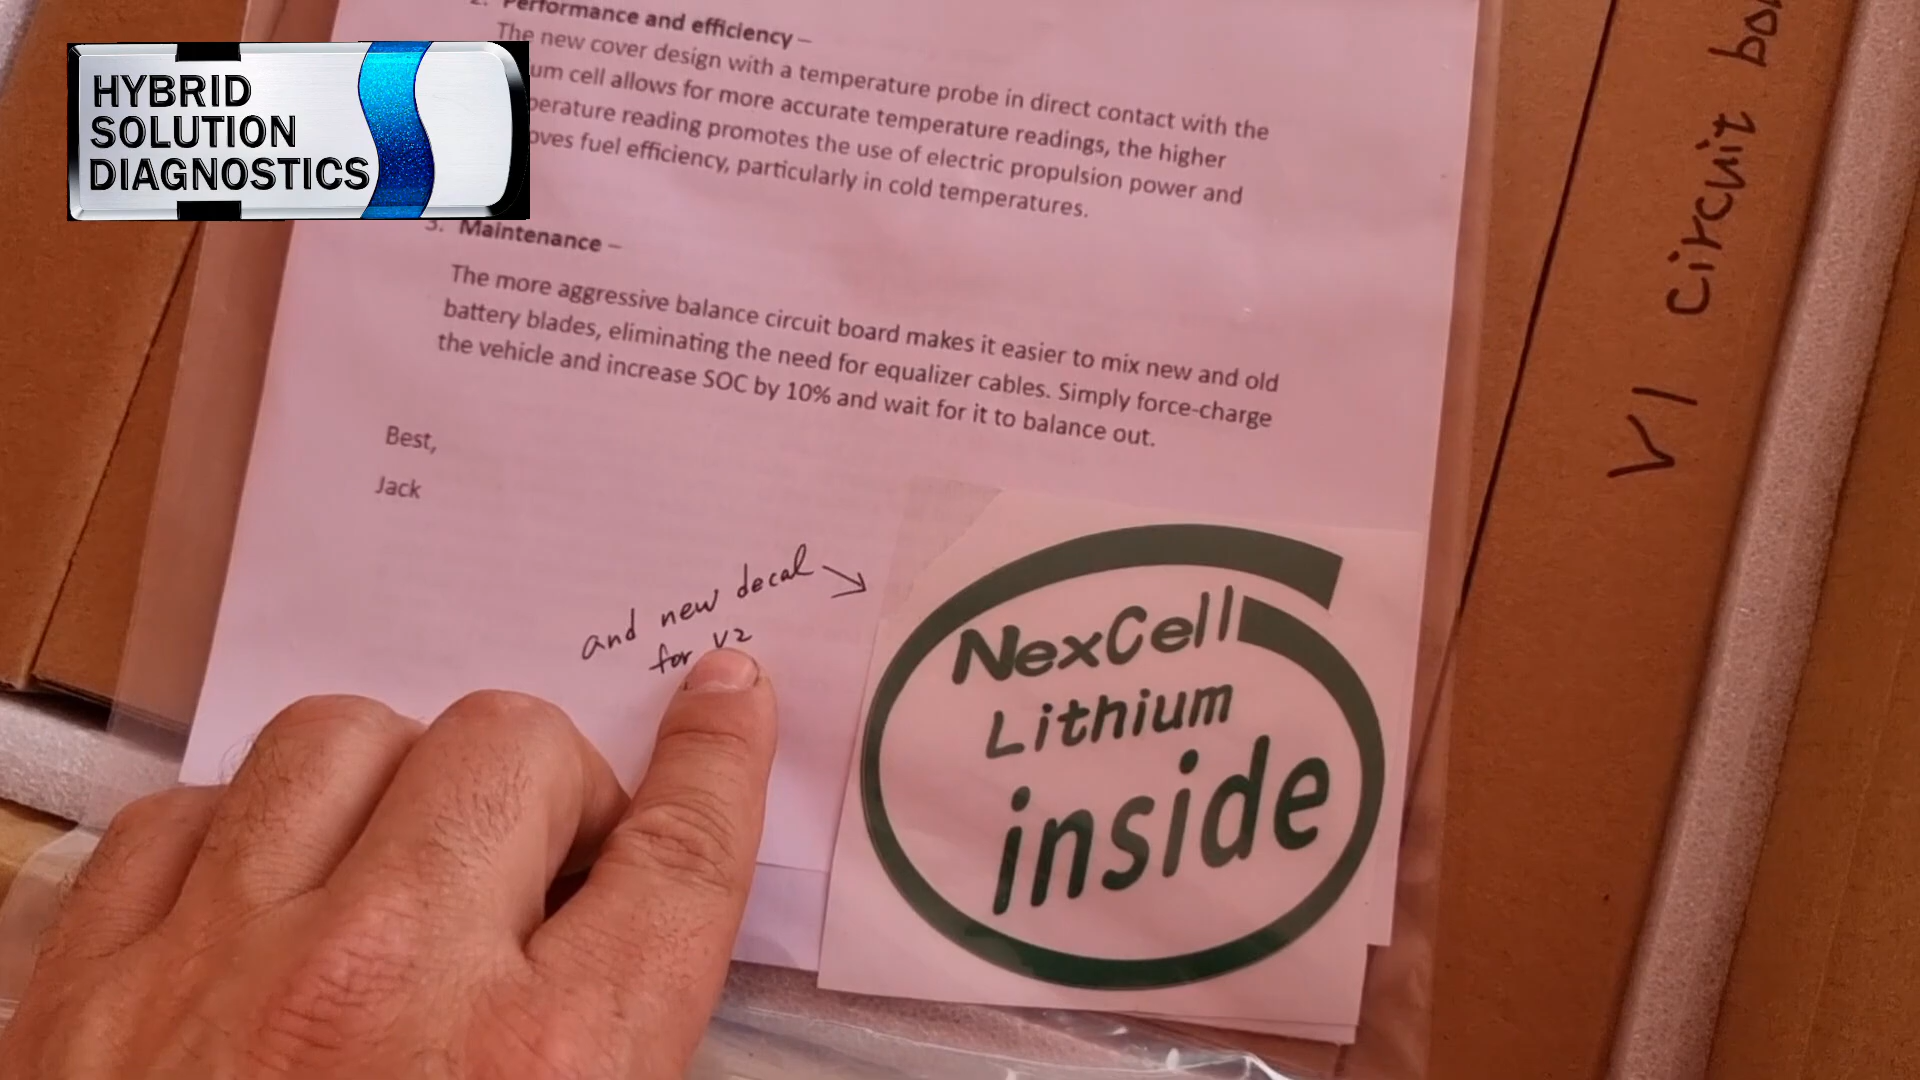 HYBRID
SOLUTION
DIAGNOSTICS
2. Performance and efficiency –
The new cover design with a temperature probe in direct contact with the
um cell allows for more accurate temperature readings, the higher
perature reading promotes the use of electric propulsion power and
oves fuel efficiency, particularly in cold temperatures.
3. Maintenance –
The more aggressive balance circuit board makes it easier to mix new and old
battery blades, eliminating the need for equalizer cables. Simply force-charge
the vehicle and increase SOC by 10% and wait for it to balance out.
Best,
Jack
and new decal →
for V2
NexCell
Lithium
inside
V1 circuit boa